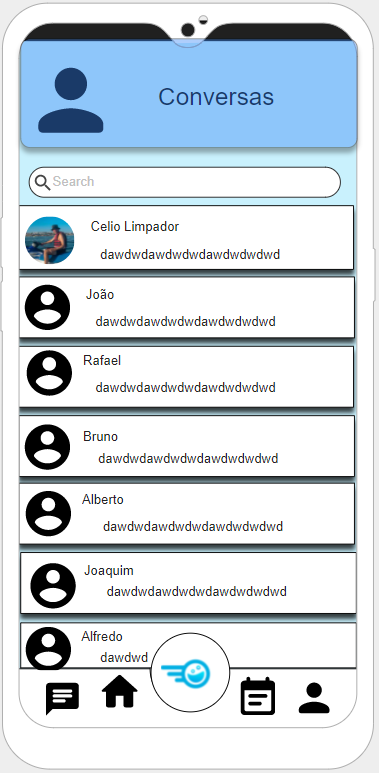 Conversas
Search
Celio Limpador
dawdwdawdwdwdawdwdwdwd
João
dawdwdawdwdwdawdwdwdwd
Rafael
dawdwdawdwdwdawdwdwdwd
Bruno
dawdwdawdwdwdawdwdwdwd
Alberto
dawdwdawdwdwdawdwdwdwd
Joaquim
dawdwdawdwdwdawdwdwdwd
Alfredo
dawdwd